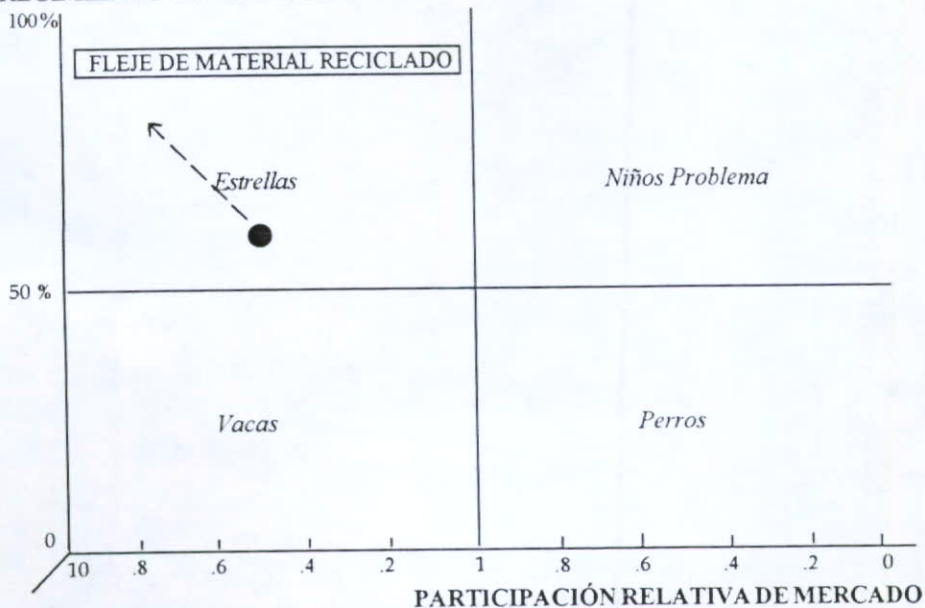 100%
FLEJE DE MATERIAL RECICLADO
Estrellas
Niños Problema
50 %
Vacas
Perros
0
10 .8 .6 .4 .2 1 .8 .6 .4 .2 0
PARTICIPACIÓN RELATIVA DE MERCADO